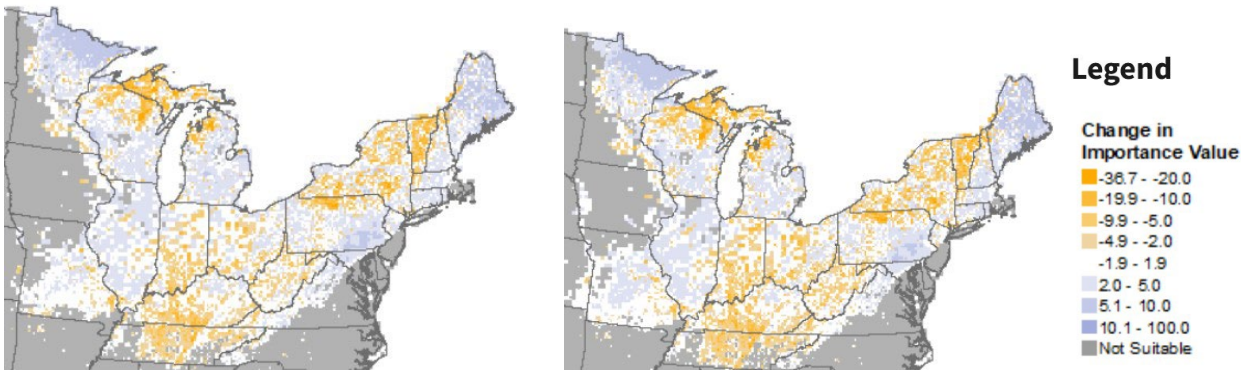 Legend
Change in
Importance Value
-36.7 - -20.0
-19.9 - -10.0
-9.9 - -5.0
-4.9 - -2.0
-1.9 - 1.9
2.0 - 5.0
5.1 - 10.0
10.1 - 100.0
Not Suitable